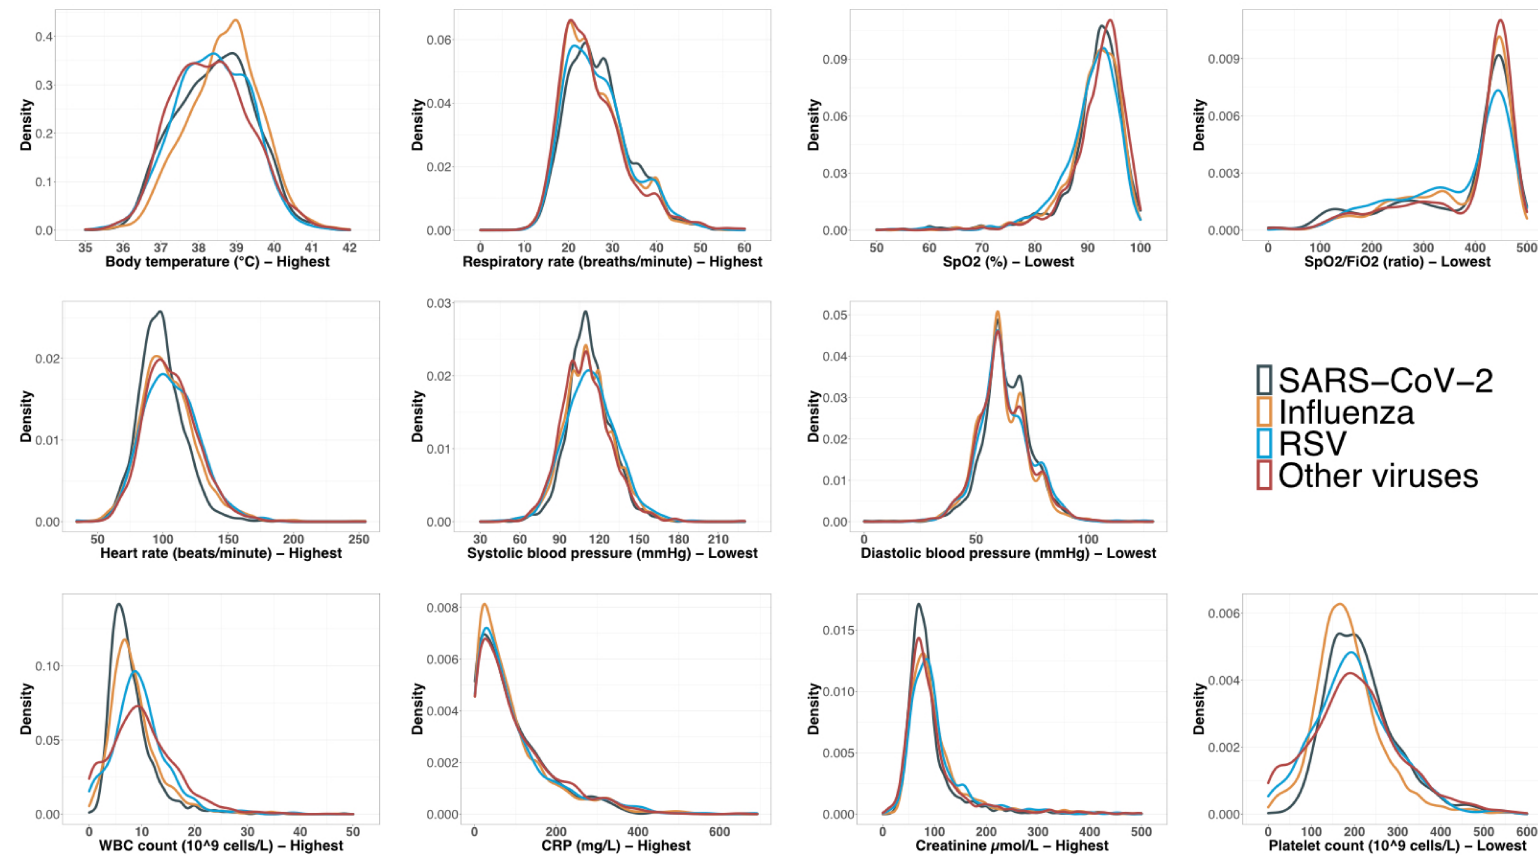 0.4
0.3
0.2
0.1
0.0
Density
35 36 37 38 39 40 41 42
Body temperature (°C) – Highest
0.06
0.04
0.02
0.00
Density
0 10 20 30 40 50 60
Respiratory rate (breaths/minute) – Highest
0.09
0.06
0.03
0.00
Density
50 60 70 80 90 100
SpO2 (%) – Lowest
0.009
0.006
0.003
0.000
Density
0 100 200 300 400 500
SpO2/FiO2 (ratio) – Lowest
0.02
0.01
0.00
Density
50 100 150 200 250
Heart rate (beats/minute) – Highest
0.03
0.02
0.01
0.00
Density
30 60 90 120 150 180 210
Systolic blood pressure (mmHg) – Lowest
0.05
0.04
0.03
0.02
0.01
0.00
Density
0 50 100
Diastolic blood pressure (mmHg) – Lowest
SARS–CoV–2
Influenza
RSV
Other viruses
0.10
0.05
0.00
Density
0 10 20 30 40 50
WBC count (10^9 cells/L) – Highest
0.008
0.006
0.004
0.002
0.000
Density
0 200 400 600
CRP (mg/L) – Highest
0.015
0.010
0.005
0.000
Density
0 100 200 300 400 500
Creatinine µmol/L – Highest
0.006
0.004
0.002
0.000
Density
0 100 200 300 400 500 600
Platelet count (10^9 cells/L) – Lowest